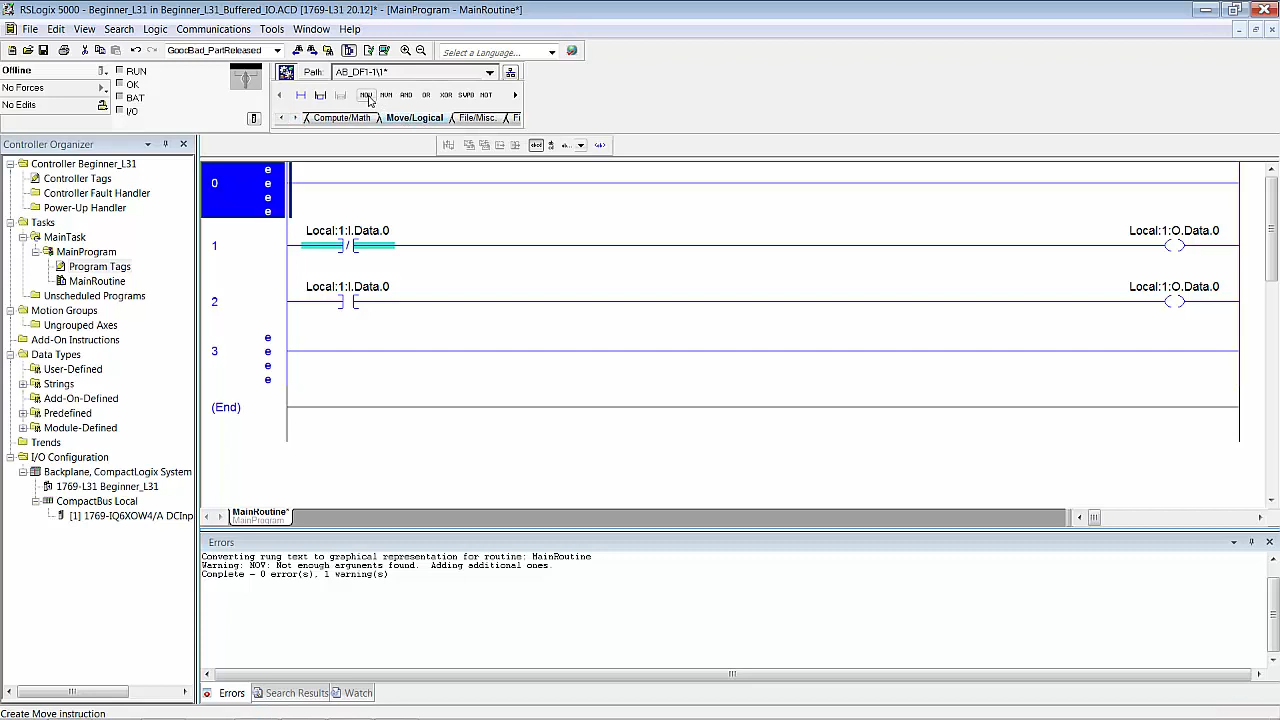 RSLogix 5000 - Beginner_L31 in Beginner_L31_Buffered_IO.ACD [1769-L31 20.12]* - [MainProgram - MainRoutine*]
File Edit View Search Logic Communications Tools Window Help
GoodBad_PartReleased Select a Language...
Offline RUN Path: AB_DF1-1\1*
No Forces OK
No Edits BAT
I/O
MOV MVM AND OR XOR SWPB NOT
Compute/Math Move/Logical File/Misc. Fi
Controller Organizer
Controller Beginner_L31
Controller Tags
Controller Fault Handler
Power-Up Handler
Tasks
MainTask
MainProgram
Program Tags
MainRoutine
Unscheduled Programs
Motion Groups
Ungrouped Axes
Add-On Instructions
Data Types
User-Defined
Strings
Add-On-Defined
Predefined
Module-Defined
Trends
I/O Configuration
Backplane, CompactLogix System
1769-L31 Beginner_L31
CompactBus Local
[1] 1769-IQ6XOW4/A DCInp
0
e
e
e
e
Local:1:I.Data.0 Local:1:O.Data.0
1
Local:1:I.Data.0 Local:1:O.Data.0
2
3
e
e
e
e
(End)
MainRoutine*
MainProgram
Errors
Converting rung text to graphical representation for routine: MainRoutine
Warning: MOV: Not enough arguments found. Adding additional ones.
Complete - 0 error(s), 1 warning(s)
Errors Search Results Watch
Create Move instruction